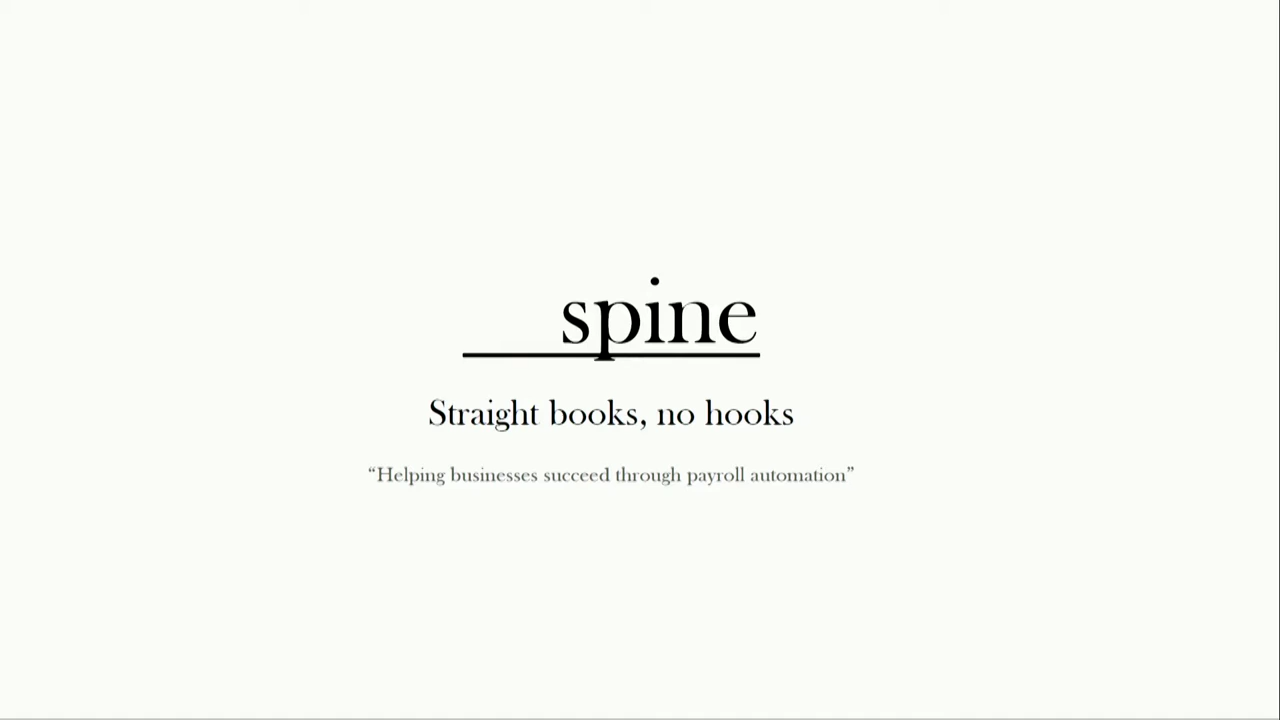 spine
Straight books, no hooks
“Helping businesses succeed through payroll automation”